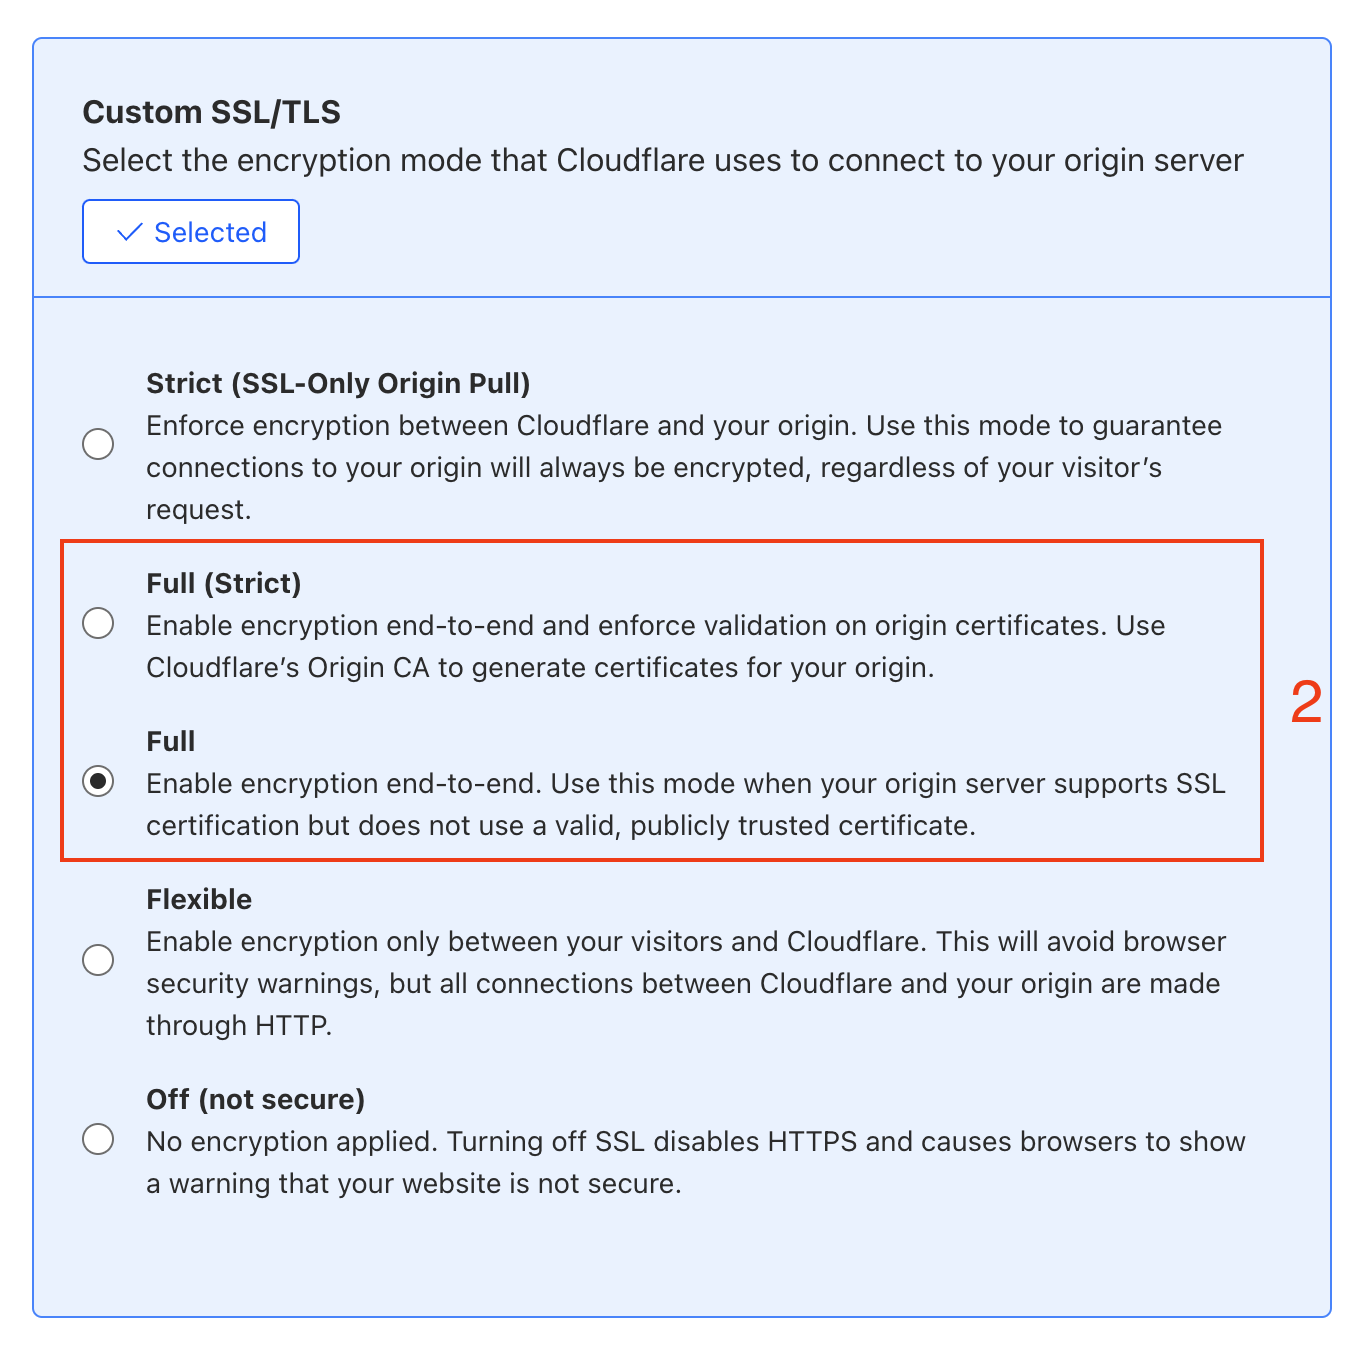 Custom SSL/TLS
Select the encryption mode that Cloudflare uses to connect to your origin server
Selected
Strict (SSL-Only Origin Pull)
Enforce encryption between Cloudflare and your origin. Use this mode to guarantee
connections to your origin will always be encrypted, regardless of your visitor’s
request.
Full (Strict)
Enable encryption end-to-end and enforce validation on origin certificates. Use
Cloudflare’s Origin CA to generate certificates for your origin.
2
Full
Enable encryption end-to-end. Use this mode when your origin server supports SSL
certification but does not use a valid, publicly trusted certificate.
Flexible
Enable encryption only between your visitors and Cloudflare. This will avoid browser
security warnings, but all connections between Cloudflare and your origin are made
through HTTP.
Off (not secure)
No encryption applied. Turning off SSL disables HTTPS and causes browsers to show
a warning that your website is not secure.